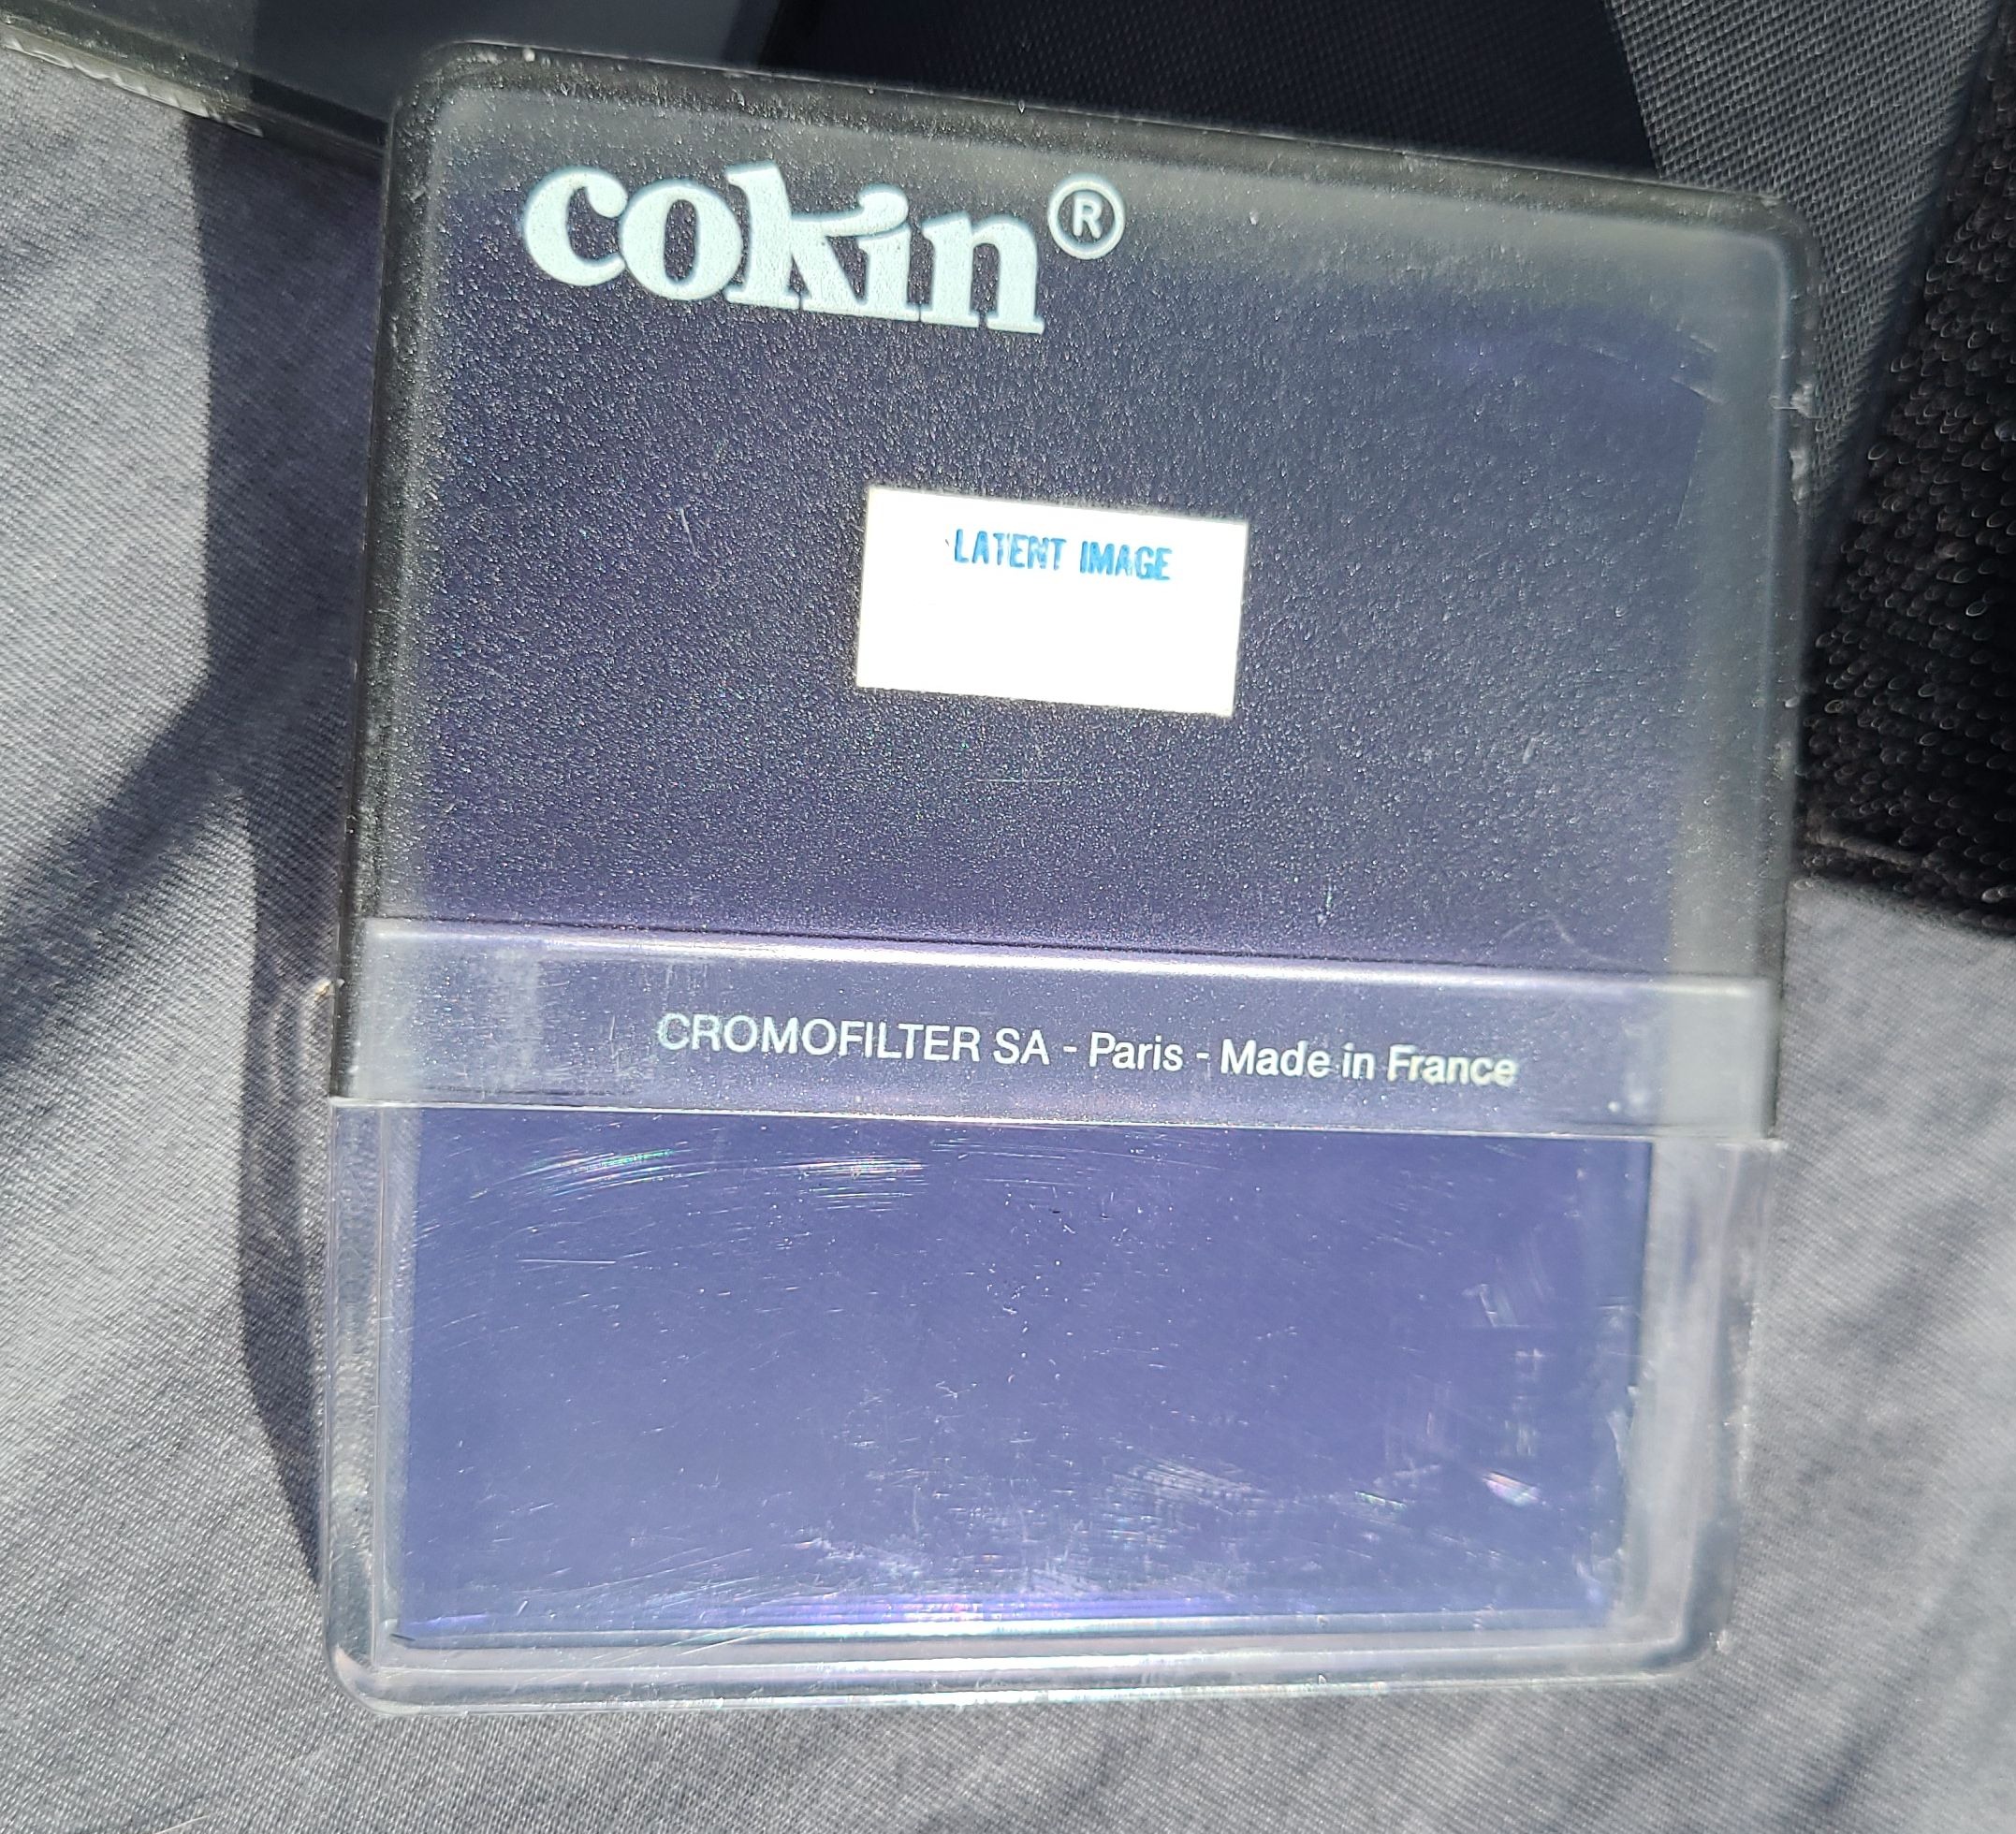 cokin®
LATENT IMAGE
CROMOFILTER SA - Paris - Made in France